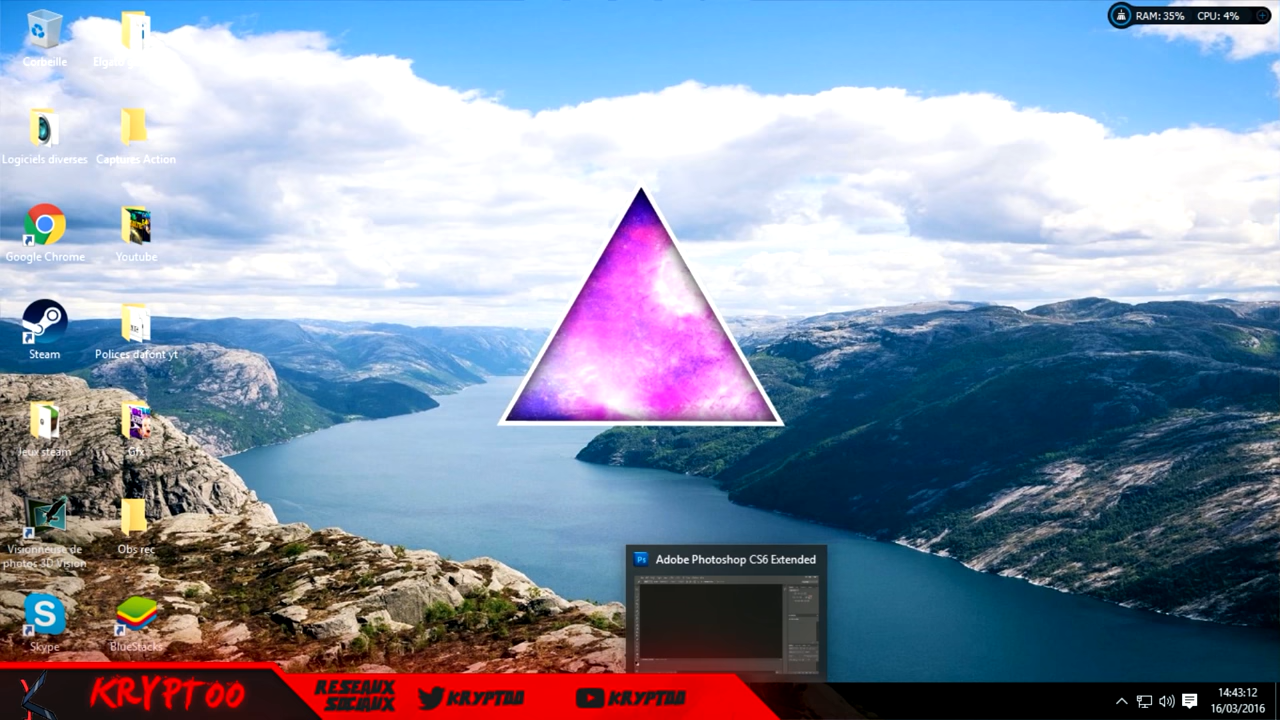 Corbeille
RAM: 35% CPU: 4%
Logiciels diverses
Captures Action
Google Chrome
Youtube
Steam
Polices dafont yt
Jeux steam
Gfx
Visionneuse de
photos 3D Vision
Obs rec
Skype
BlueStacks
Ps Adobe Photoshop CS6 Extended
KRYPTOO
RESEAUX
SOCIAUX
KRYPTOO
KRYPTOO
14:43:12
16/03/2016